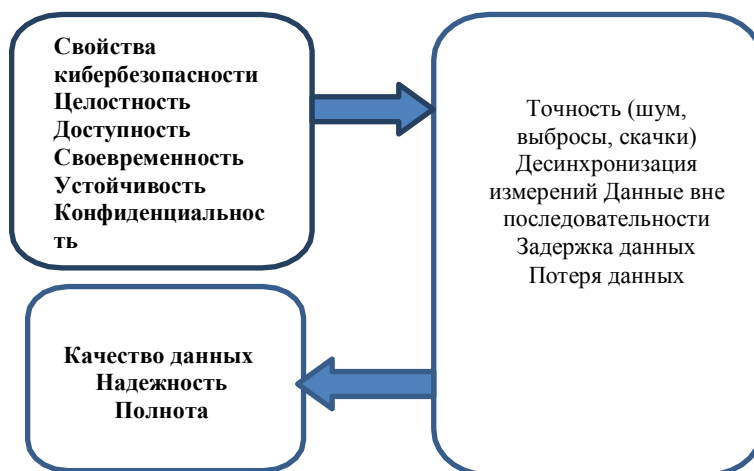 Свойства
кибербезопасности
Целостность
Доступность
Своевременность
Устойчивость
Конфиденциальнос
ть
Точность (шум,
выбросы, скачки)
Десинхронизация
измерений Данные вне
последовательности
Задержка данных
Потеря данных
Качество данных
Надежность
Полнота